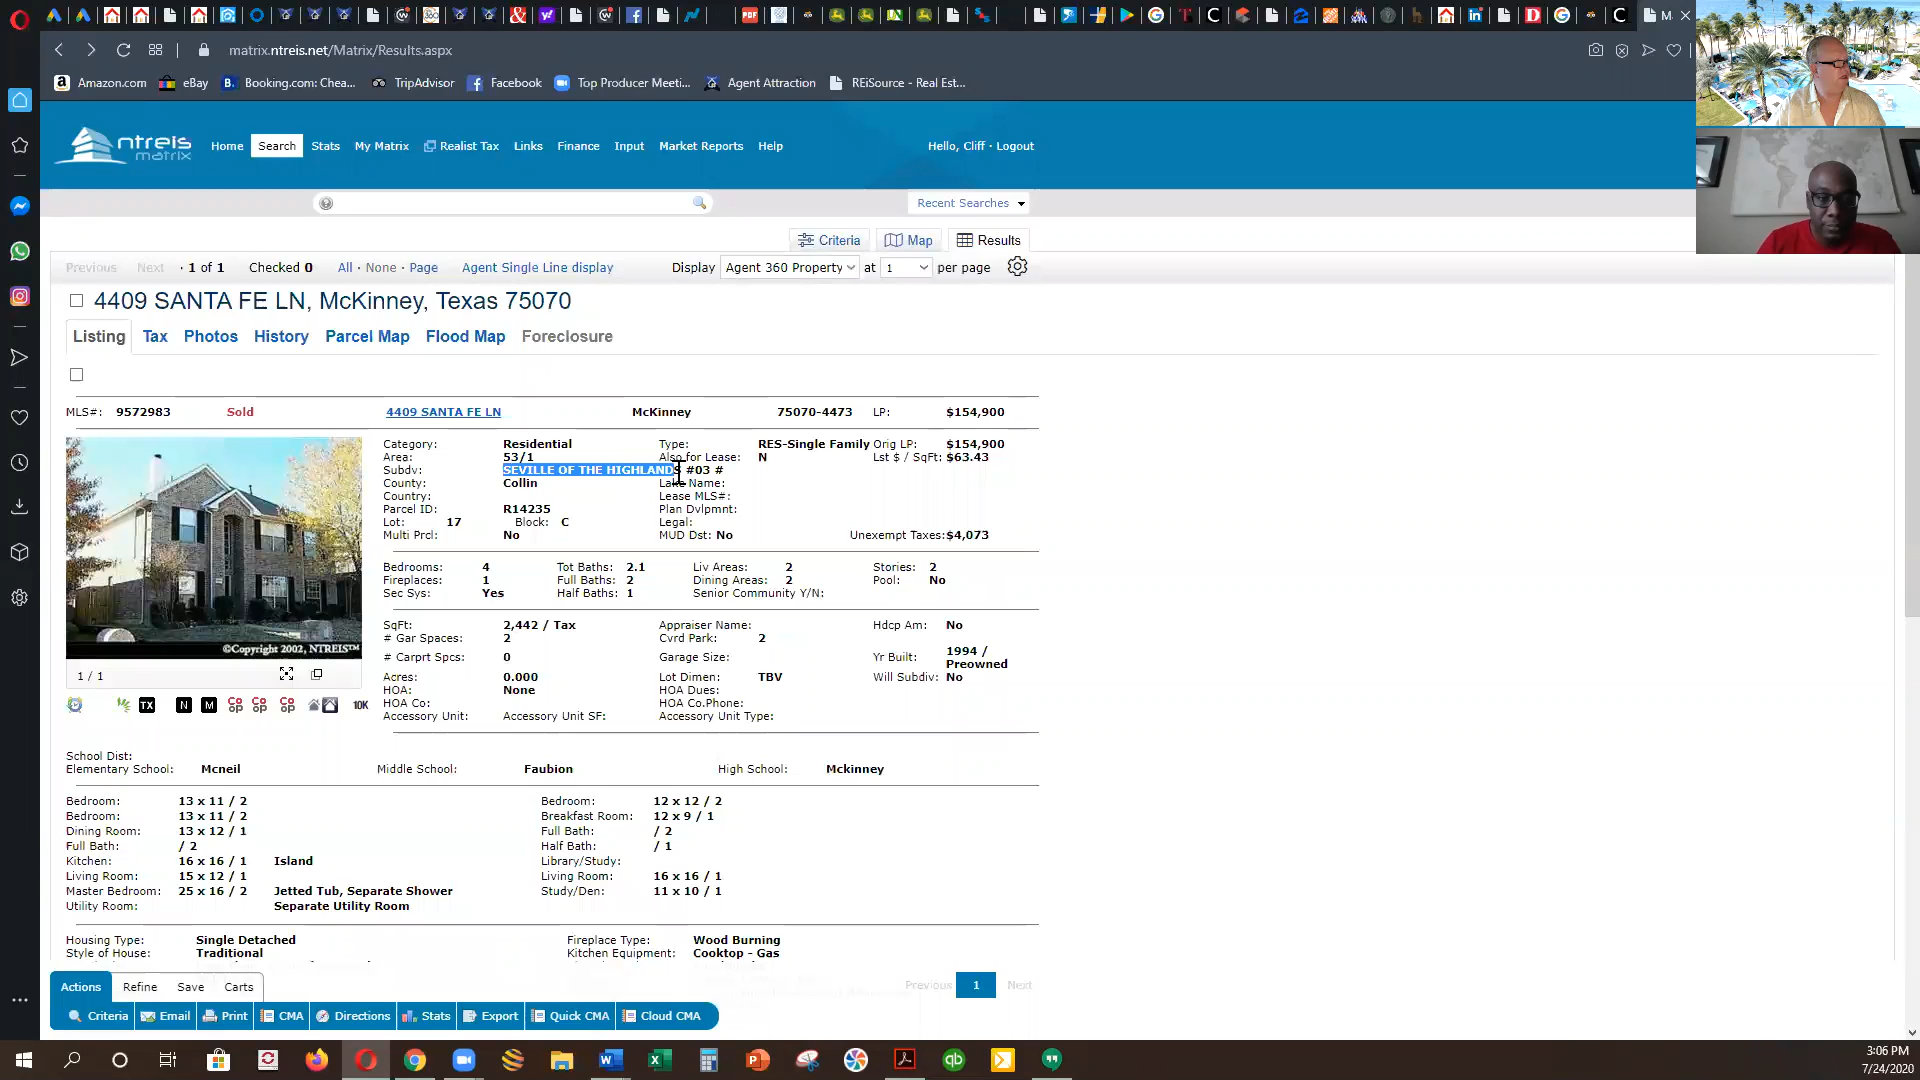 matrix.ntreis.net/Matrix/Results.aspx
Amazon.com eBay Booking.com: Chea... TripAdvisor Facebook Top Producer Meeti... Agent Attraction REiSource - Real Est...
ntreis matrix
Home Search Stats My Matrix Realist Tax Links Finance Input Market Reports Help Hello, Cliff · Logout
Recent Searches
Criteria Map Results
Previous Next · 1 of 1 Checked 0 All · None · Page Agent Single Line display Display Agent 360 Property at 1 per page
4409 SANTA FE LN, McKinney, Texas 75070
Listing Tax Photos History Parcel Map Flood Map Foreclosure
MLS#: 9572983 Sold 4409 SANTA FE LN McKinney 75070-4473 LP: $154,900
Category: Residential Type: RES-Single Family Orig LP: $154,900
Area: 53/1 Also for Lease: N Lst $ / SqFt: $63.43
Subdv: SEVILLE OF THE HIGHLANDS #03 #
County: Collin Lake Name:
Country: Lease MLS#:
Parcel ID: R14235 Plan Dvlpmnt:
Lot: 17 Block: C Legal:
Multi Prcl: No MUD Dst: No Unexempt Taxes: $4,073
Bedrooms: 4 Tot Baths: 2.1 Liv Areas: 2 Stories: 2
Fireplaces: 1 Full Baths: 2 Dining Areas: 2 Pool: No
Sec Sys: Yes Half Baths: 1 Senior Community Y/N:
SqFt: 2,442 / Tax Appraiser Name: Hdcp Am: No
# Gar Spaces: 2 Cvrd Park: 2
# Carprt Spcs: 0 Garage Size: Yr Built: 1994 / Preowned
Acres: 0.000 Lot Dimen: TBV Will Subdiv: No
HOA: None HOA Dues:
HOA Co: HOA Co.Phone:
Accessory Unit: Accessory Unit SF: Accessory Unit Type:
©Copyright 2002, NTREIS™
1 / 1
TX N M Co op Co op Co op 10K
School Dist:
Elementary School: Mcneil Middle School: Faubion High School: Mckinney
Bedroom: 13 x 11 / 2 Bedroom: 12 x 12 / 2
Bedroom: 13 x 11 / 2 Breakfast Room: 12 x 9 / 1
Dining Room: 13 x 12 / 1 Full Bath: / 2
Full Bath: / 2 Half Bath: / 1
Kitchen: 16 x 16 / 1 Island Library/Study:
Living Room: 15 x 12 / 1 Living Room: 16 x 16 / 1
Master Bedroom: 25 x 16 / 2 Jetted Tub, Separate Shower Study/Den: 11 x 10 / 1
Utility Room: Separate Utility Room
Housing Type: Single Detached Fireplace Type: Wood Burning
Style of House: Traditional Kitchen Equipment: Cooktop - Gas
Actions Refine Save Carts Previous 1 Next
Criteria Email Print CMA Directions Stats Export Quick CMA Cloud CMA
3:06 PM
7/24/2020